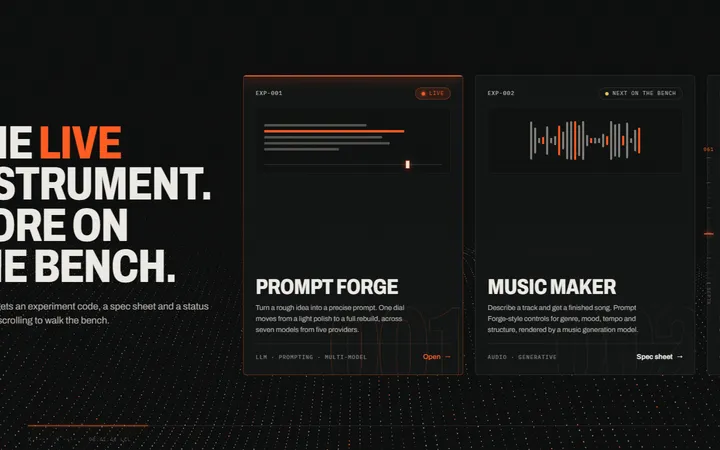 LIVE
STRUMENT.
ON
BENCH.
an experiment code, a spec sheet and a status
scrolling to walk the bench.
EXP-001
LIVE
PROMPT FORGE
Turn a rough idea into a precise prompt. One dial
moves from a light polish to a full rebuild, across
seven models from five providers.
LLM · PROMPTING · MULTI-MODEL
Open →
EXP-002
NEXT ON THE BENCH
MUSIC MAKER
Describe a track and get a finished song. Prompt
Forge-style controls for genre, mood, tempo and
structure, rendered by a music generation model.
AUDIO · GENERATIVE
Spec sheet →